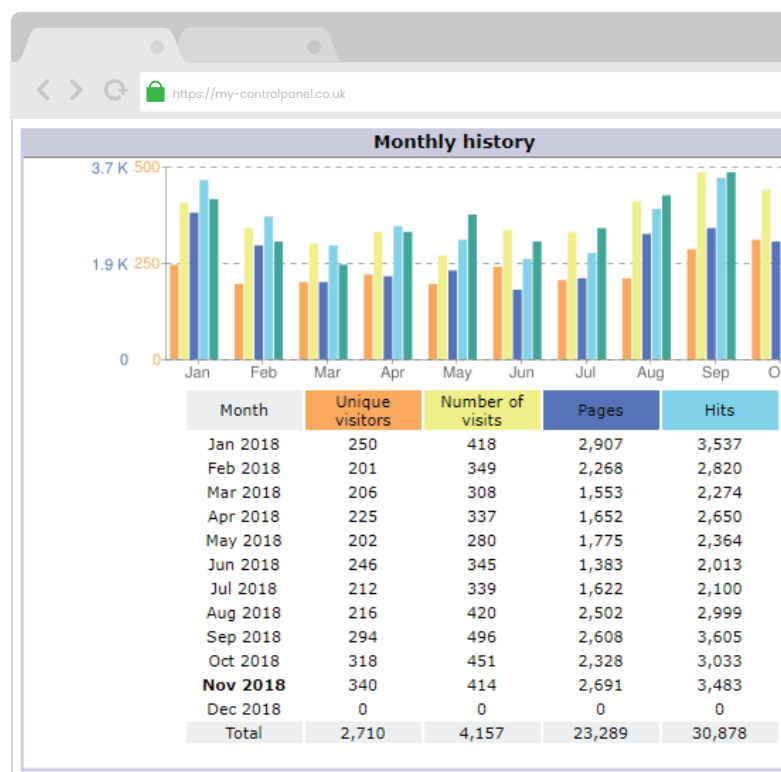 https://my-controlpanel.co.uk
Monthly history
3.7 K 500
1.9 K 250
0 0
Jan Feb Mar Apr May Jun Jul Aug Sep
Month Unique visitors Number of visits Pages Hits
Jan 2018 250 418 2,907 3,537
Feb 2018 201 349 2,268 2,820
Mar 2018 206 308 1,553 2,274
Apr 2018 225 337 1,652 2,650
May 2018 202 280 1,775 2,364
Jun 2018 246 345 1,383 2,013
Jul 2018 212 339 1,622 2,100
Aug 2018 216 420 2,502 2,999
Sep 2018 294 496 2,608 3,605
Oct 2018 318 451 2,328 3,033
Nov 2018 340 414 2,691 3,483
Dec 2018 0 0 0 0
Total 2,710 4,157 23,289 30,878